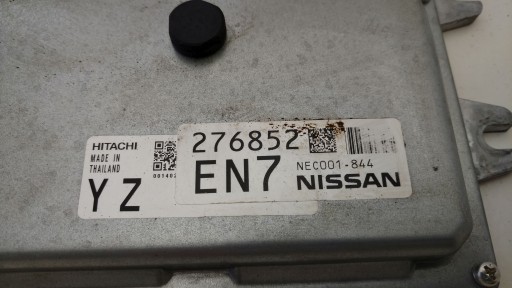 HITACHI
MADE IN
THAILAND
YZ
276852
EN7
NEC001-844
NISSAN